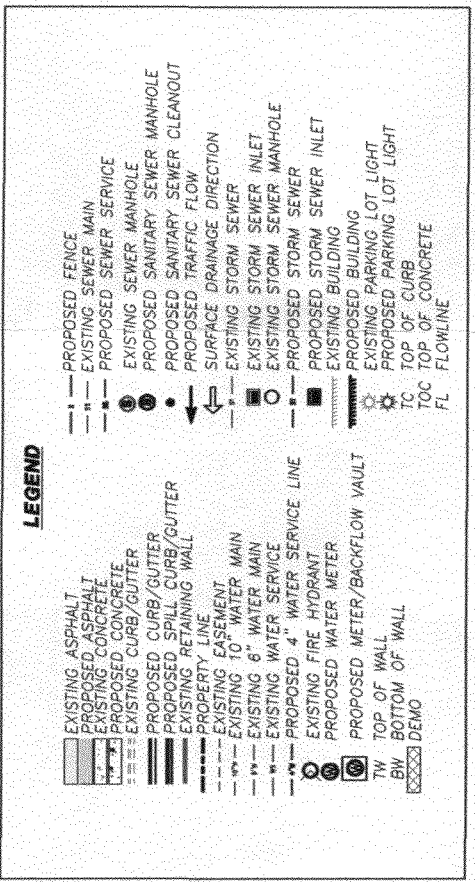 LEGEND
EXISTING ASPHALT
PROPOSED ASPHALT
EXISTING CONCRETE
PROPOSED CONCRETE
EXISTING CURB/GUTTER
PROPOSED CURB/GUTTER
PROPOSED SPILL CURB/GUTTER
EXISTING RETAINING WALL
PROPERTY LINE
EXISTING EASEMENT
EXISTING 10" WATER MAIN
EXISTING 6" WATER MAIN
EXISTING WATER SERVICE
PROPOSED 4" WATER SERVICE LINE
EXISTING FIRE HYDRANT
PROPOSED WATER METER
PROPOSED METER/BACKFLOW VAULT
TW TOP OF WALL
BW BOTTOM OF WALL
DEMO
PROPOSED FENCE
EXISTING SEWER MAIN
PROPOSED SEWER SERVICE
EXISTING SEWER MANHOLE
PROPOSED SANITARY SEWER MANHOLE
PROPOSED SANITARY SEWER CLEANOUT
PROPOSED TRAFFIC FLOW
SURFACE DRAINAGE DIRECTION
EXISTING STORM SEWER
EXISTING STORM SEWER INLET
EXISTING STORM SEWER MANHOLE
PROPOSED STORM SEWER
PROPOSED STORM SEWER INLET
EXISTING BUILDING
PROPOSED BUILDING
EXISTING PARKING LOT LIGHT
PROPOSED PARKING LOT LIGHT
TC TOP OF CURB
TOC TOP OF CONCRETE
FL FLOWLINE